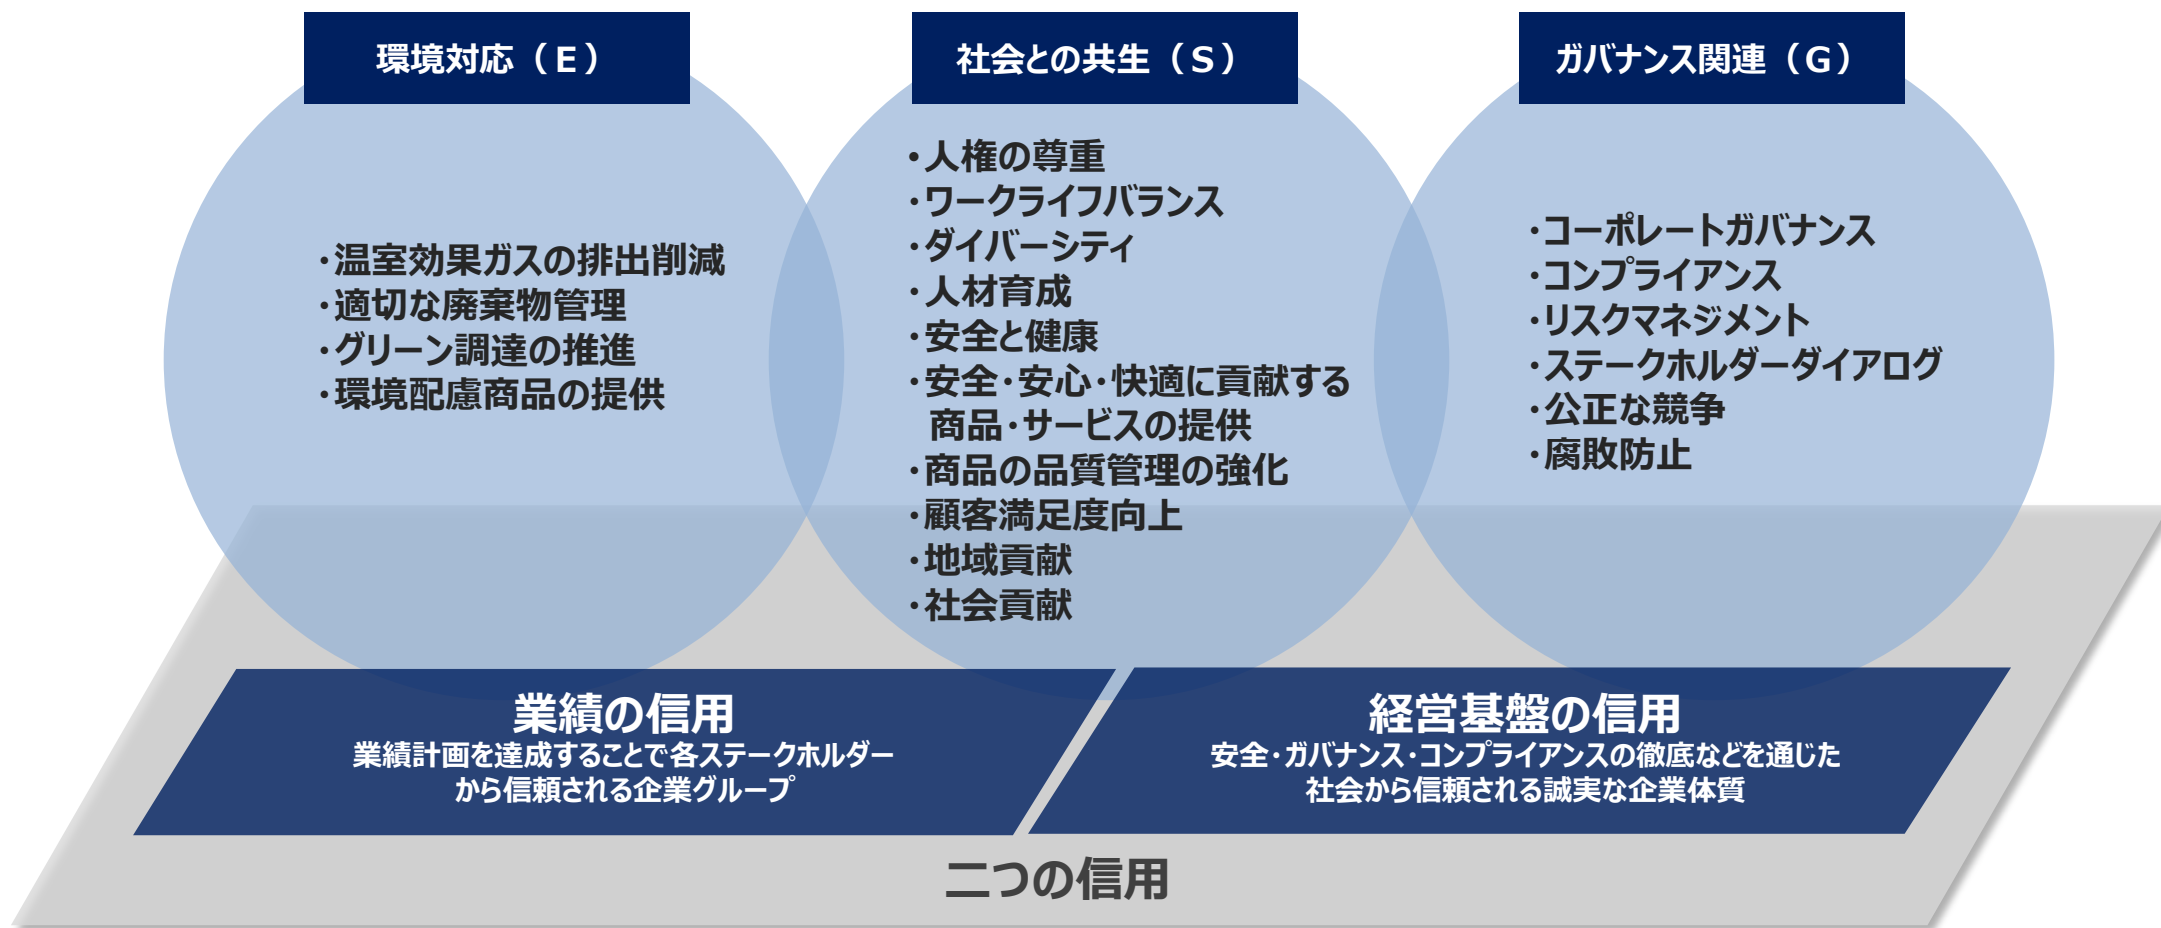 環境対応（E）
・温室効果ガスの排出削減
・適切な廃棄物管理
・グリーン調達の推進
・環境配慮商品の提供
社会との共生（S）
・人権の尊重
・ワークライフバランス
・ダイバーシティ
・人材育成
・安全と健康
・安全・安心・快適に貢献する
商品・サービスの提供
・商品の品質管理の強化
・顧客満足度向上
・地域貢献
・社会貢献
ガバナンス関連（G）
・コーポレートガバナンス
・コンプライアンス
・リスクマネジメント
・ステークホルダーダイアログ
・公正な競争
・腐敗防止
業績の信用
業績計画を達成することで各ステークホルダー
から信頼される企業グループ
経営基盤の信用
安全・ガバナンス・コンプライアンスの徹底などを通じた
社会から信頼される誠実な企業体質
二つの信用